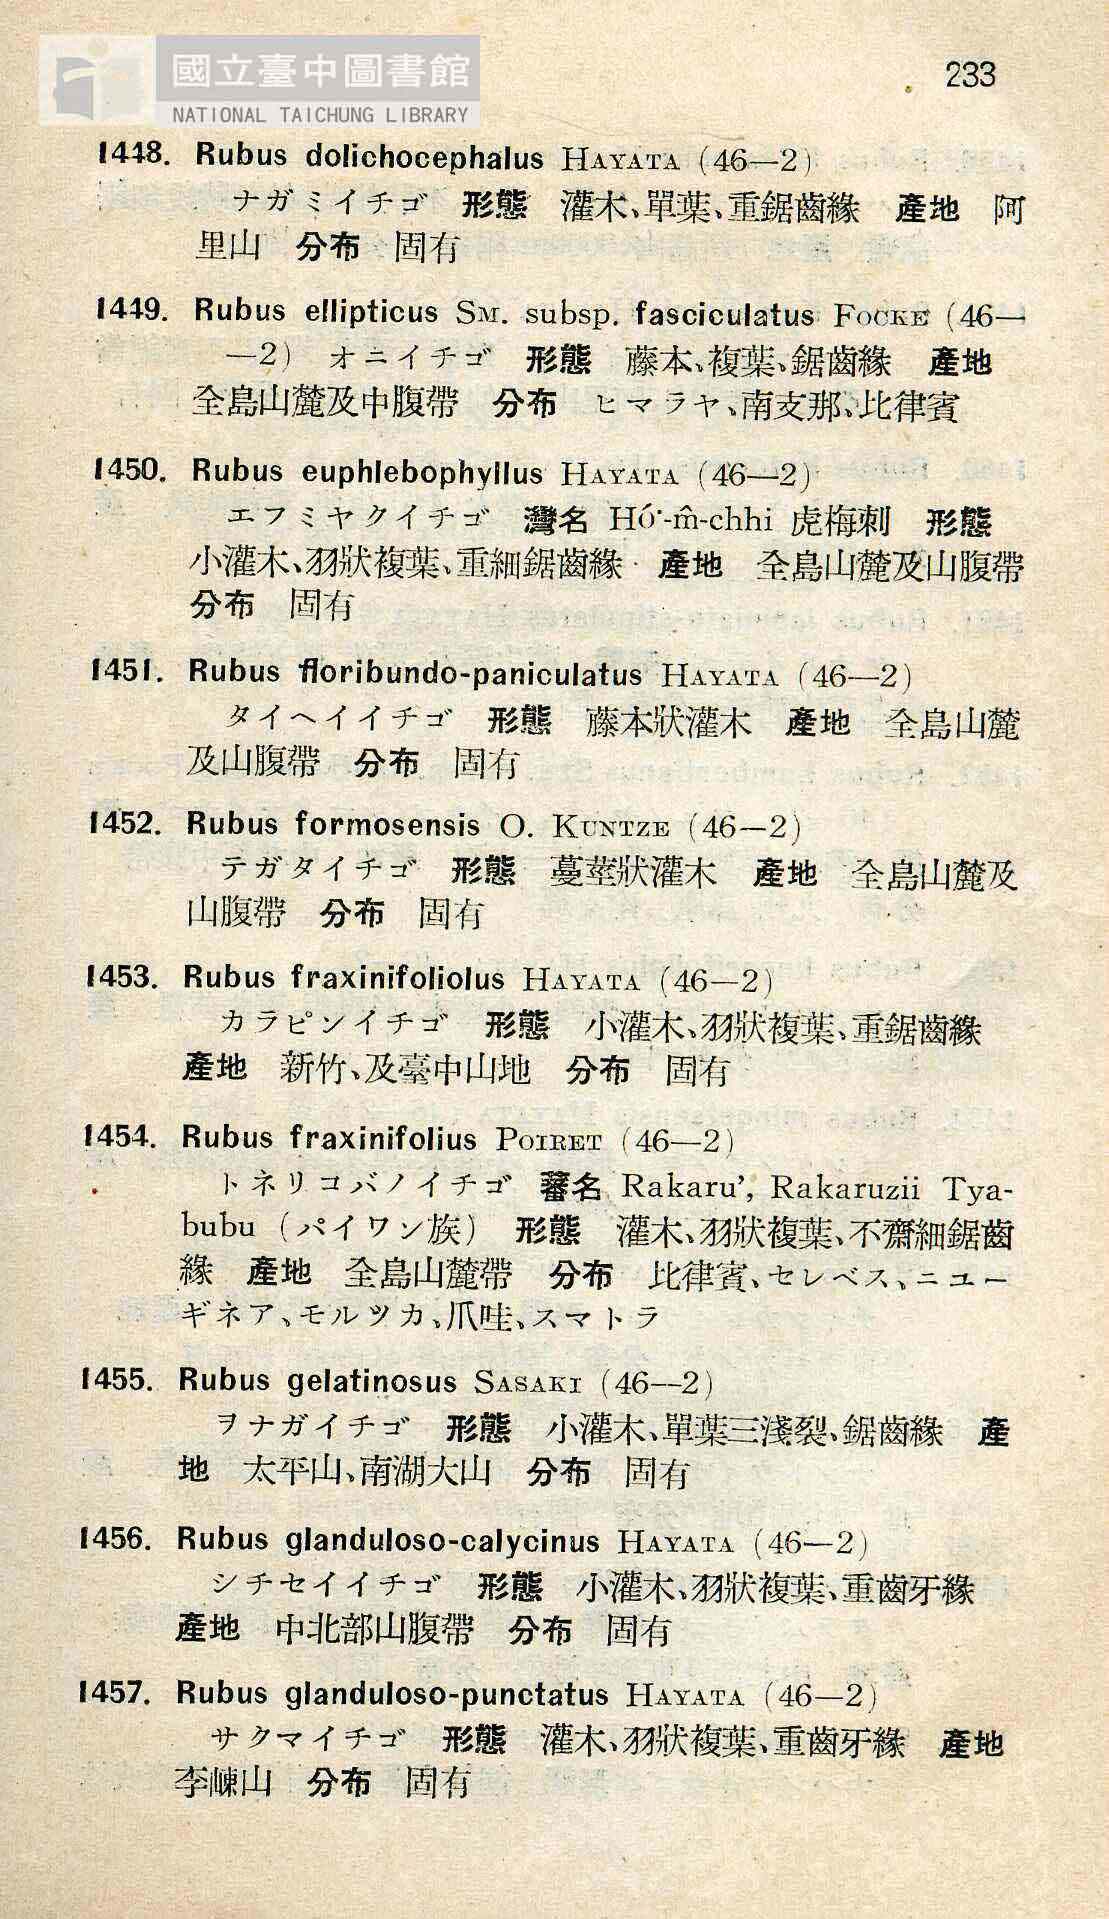 國立臺中圖書館
NATIONAL TAICHUNG LIBRARY
233
1448. Rubus dolichocephalus HAYATA (46—2)
ナガミイチゴ 形態 灌木、單葉、重鋸齒緣 產地 阿
里山 分布 固有
1449. Rubus ellipticus SM. subsp. fasciculatus FOCKE (46—
—2) オニイチゴ 形態 藤本、複葉、鋸齒緣 產地
全島山麓及中腹帶 分布 ヒマラヤ、南支那、比律賓
1450. Rubus euphlebophyllus HAYATA (46—2)
エフミヤクイチゴ 灣名 Hó͘-m̂-chhi 虎梅刺 形態
小灌木、羽狀複葉、重細鋸齒緣 產地 全島山麓及山腹帶
分布 固有
1451. Rubus floribundo-paniculatus HAYATA (46—2)
タイヘイイチゴ 形態 藤本狀灌木 產地 全島山麓
及山腹帶 分布 固有
1452. Rubus formosensis O. KUNTZE (46—2)
テガタイチゴ 形態 蔓莖狀灌木 產地 全島山麓及
山腹帶 分布 固有
1453. Rubus fraxinifoliolus HAYATA (46—2)
カラピンイチゴ 形態 小灌木、羽狀複葉、重鋸齒緣
產地 新竹、及臺中山地 分布 固有
1454. Rubus fraxinifolius POIRET (46—2)
トネリコバノイチゴ 蕃名 Rakaru’, Rakaruzii Tya-
bubu (パイワン族) 形態 灌木、羽狀複葉、不齋細鋸齒
緣 產地 全島山麓帶 分布 比律賓、セレベス、ニユー
ギネア、モルツカ、爪哇、スマトラ
1455. Rubus gelatinosus SASAKI (46—2)
ヲナガイチゴ 形態 小灌木、單葉三淺裂、鋸齒緣 產
地 太平山、南湖大山 分布 固有
1456. Rubus glanduloso-calycinus HAYATA (46—2)
シチセイイチゴ 形態 小灌木、羽狀複葉、重齒牙緣
產地 中北部山腹帶 分布 固有
1457. Rubus glanduloso-punctatus HAYATA (46—2)
サクマイチゴ 形態 灌木、羽狀複葉、重齒牙緣 產地
李崠山 分布 固有